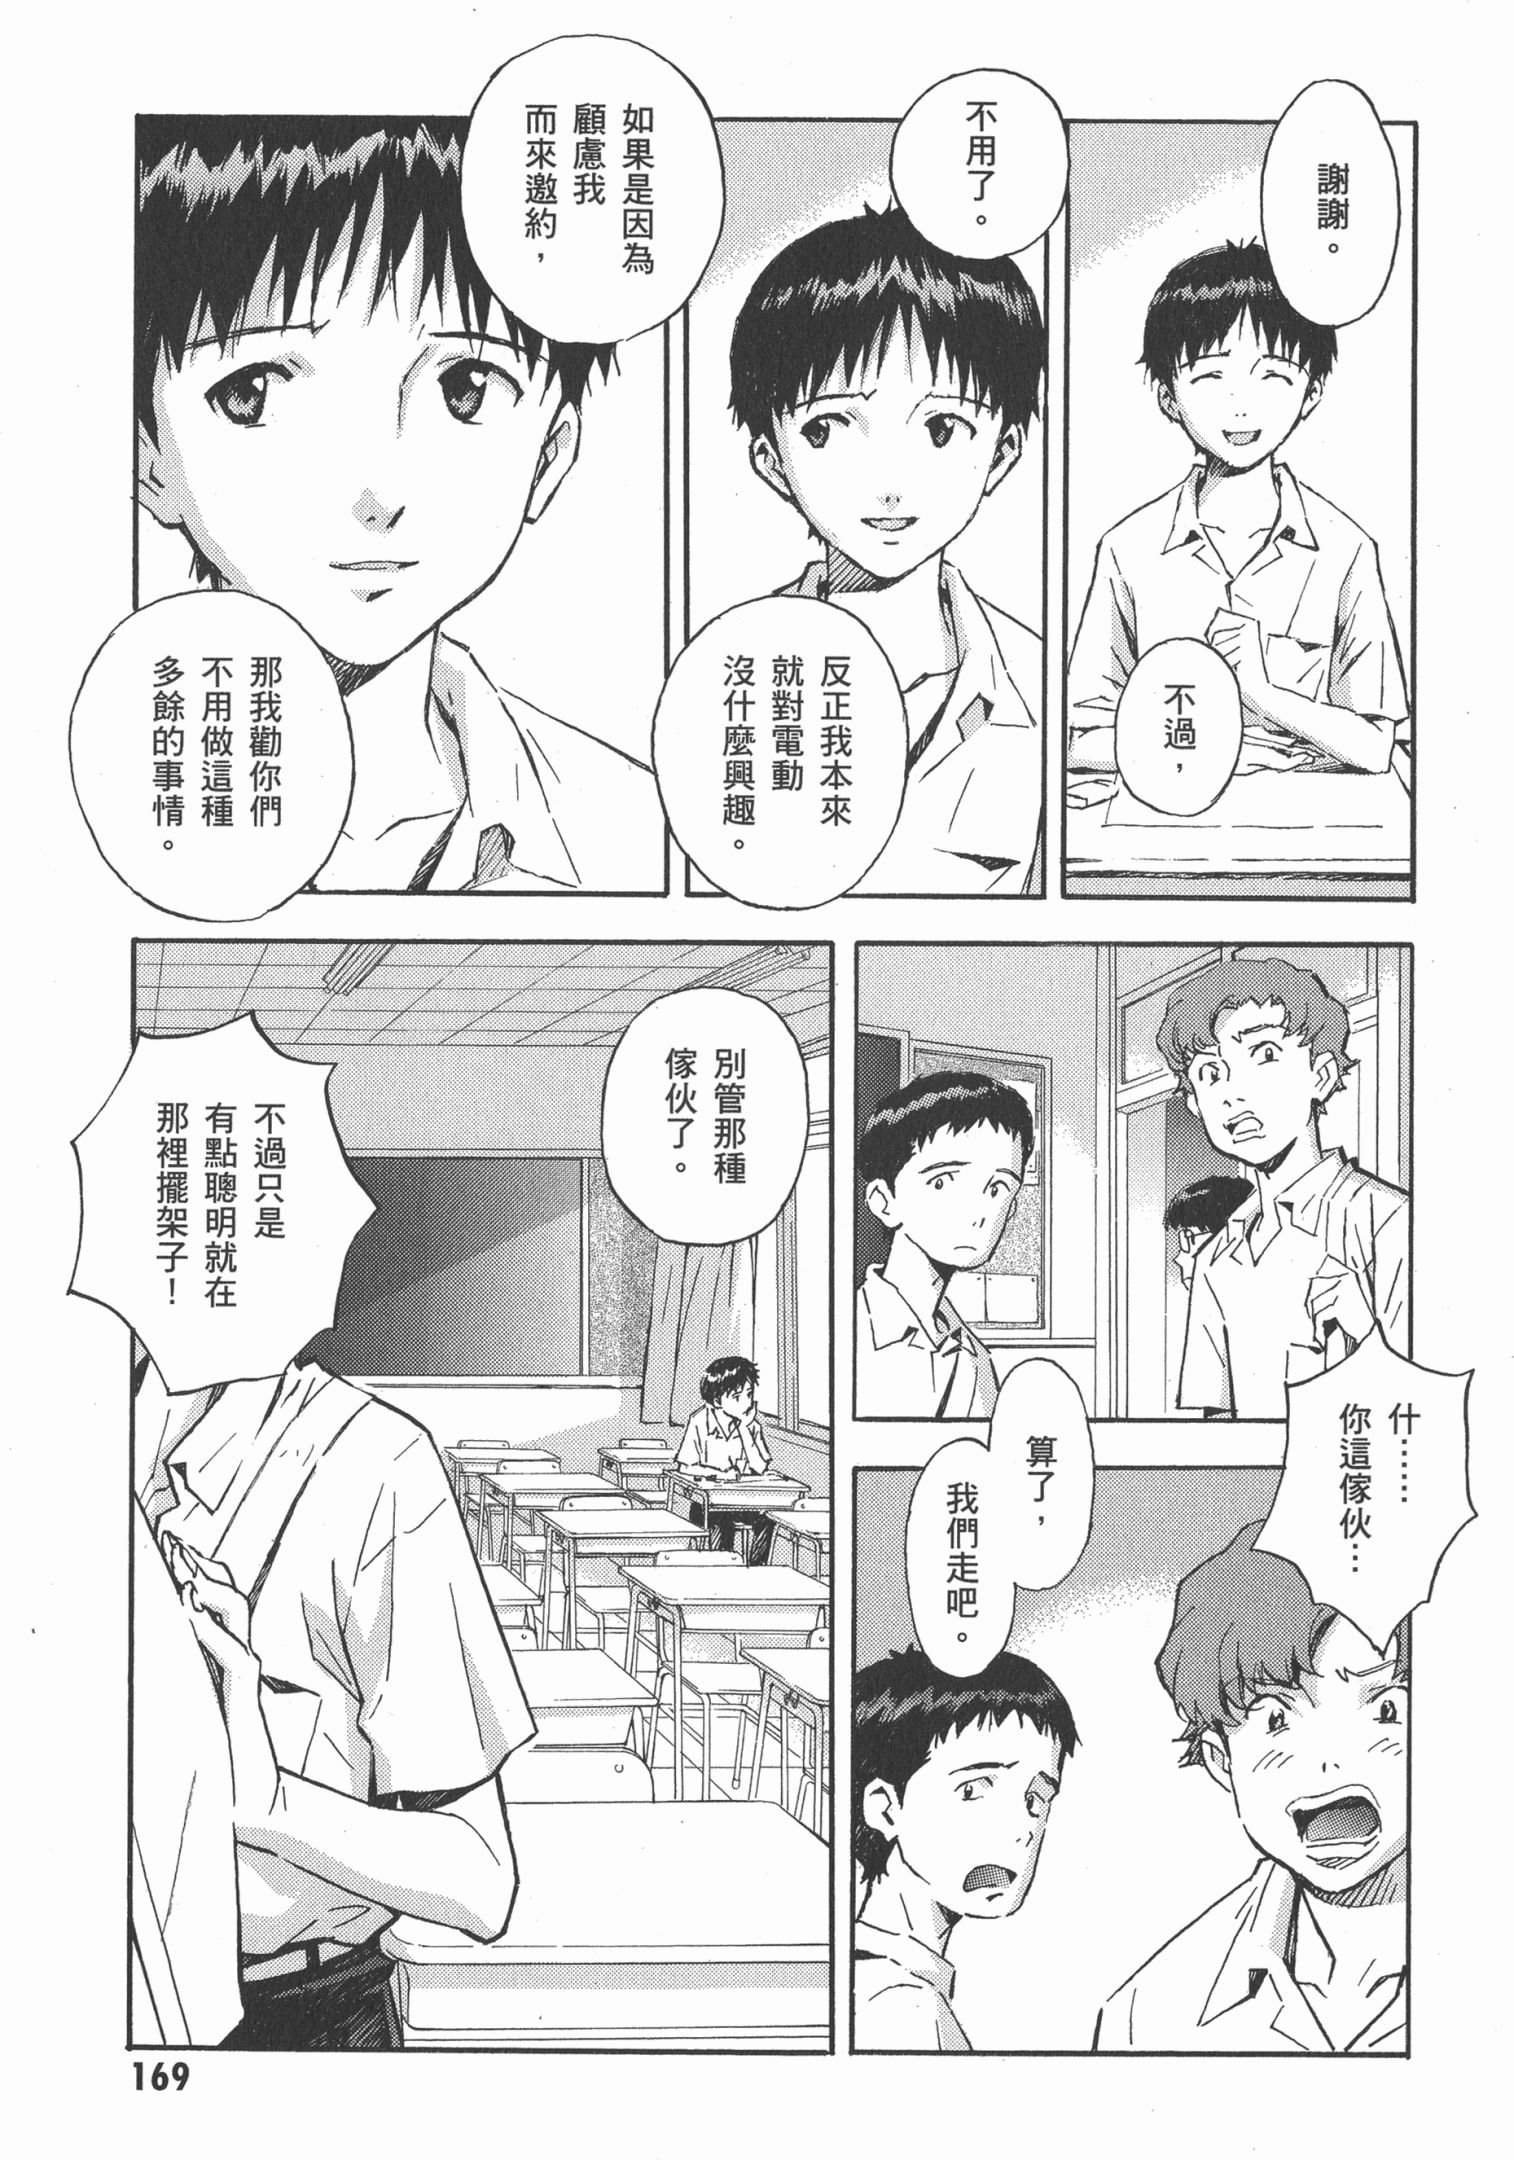 謝謝。
不過，
不用了。
反正我本來
就對電動
沒什麼興趣。
如果是因為
顧慮我
而來邀約，
那我勸你們
不用做這種
多餘的事情。
什……
你這傢伙…
算了，
我們走吧。
別管那種
傢伙了。
不過只是
有點聰明就在
那裡擺架子！
169